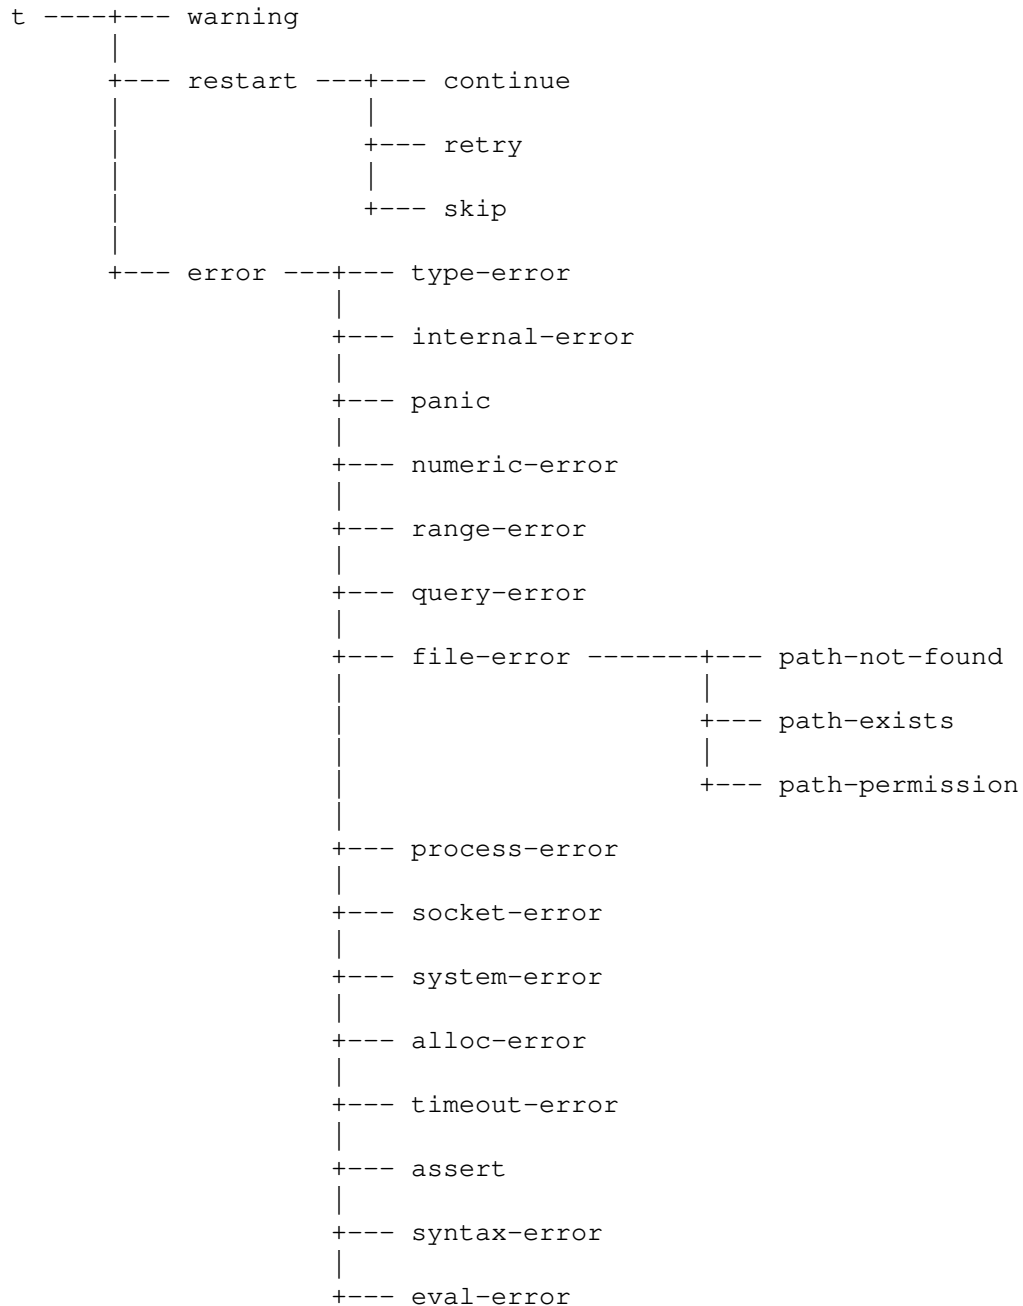 t ----+--- warning
      |
      +--- restart ---+--- continue
      |               |
      |               +--- retry
      |               |
      |               +--- skip
      |
      +--- error ---+--- type-error
                    |
                    +--- internal-error
                    |
                    +--- panic
                    |
                    +--- numeric-error
                    |
                    +--- range-error
                    |
                    +--- query-error
                    |
                    +--- file-error -------+--- path-not-found
                    |                      |
                    |                      +--- path-exists
                    |                      |
                    |                      +--- path-permission
                    |
                    +--- process-error
                    |
                    +--- socket-error
                    |
                    +--- system-error
                    |
                    +--- alloc-error
                    |
                    +--- timeout-error
                    |
                    +--- assert
                    |
                    +--- syntax-error
                    |
                    +--- eval-error